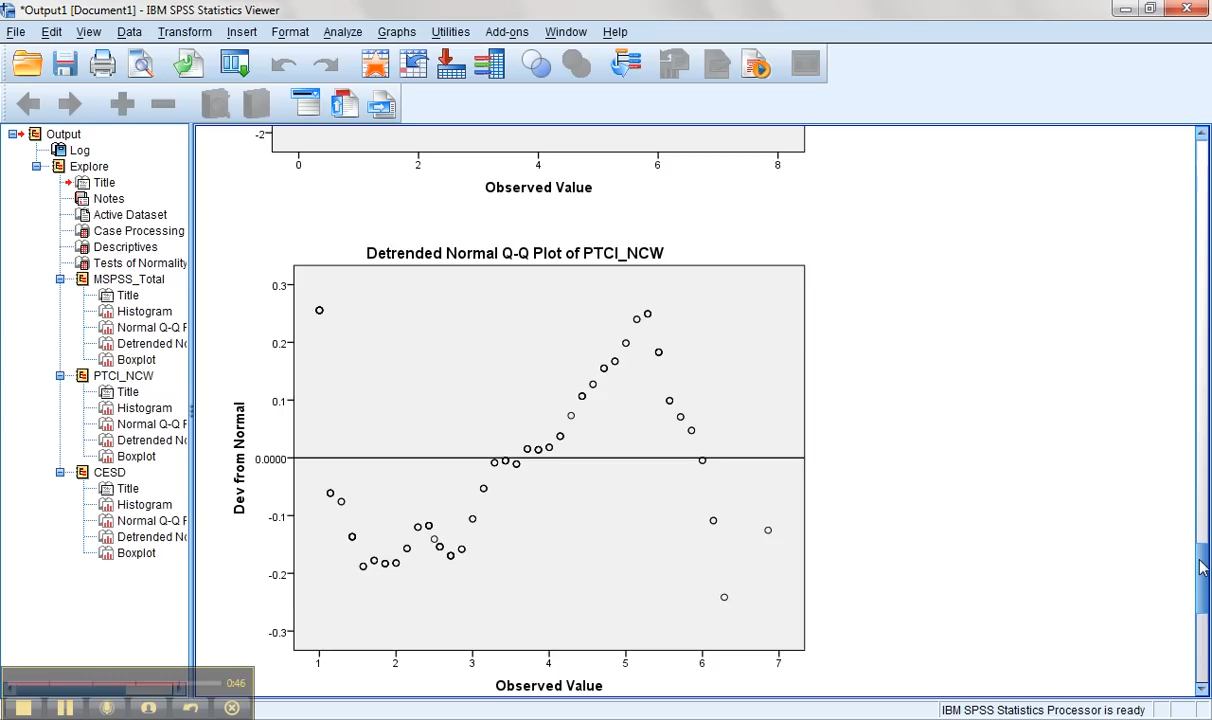 *Output1 [Document1] - IBM SPSS Statistics Viewer
File Edit View Data Transform Insert Format Analyze Graphs Utilities Add-ons Window Help
Output
Log
Explore
Title
Notes
Active Dataset
Case Processing
Descriptives
Tests of Normality
MSPSS_Total
Title
Histogram
Normal Q-Q P
Detrended No
Boxplot
PTCI_NCW
Title
Histogram
Normal Q-Q P
Detrended No
Boxplot
CESD
Title
Histogram
Normal Q-Q P
Detrended No
Boxplot
-2
0 2 4 6 8
Observed Value
Detrended Normal Q-Q Plot of PTCI_NCW
Dev from Normal
0.3
0.2
0.1
0.0000
-0.1
-0.2
-0.3
1 2 3 4 5 6 7
Observed Value
0:46
IBM SPSS Statistics Processor is ready